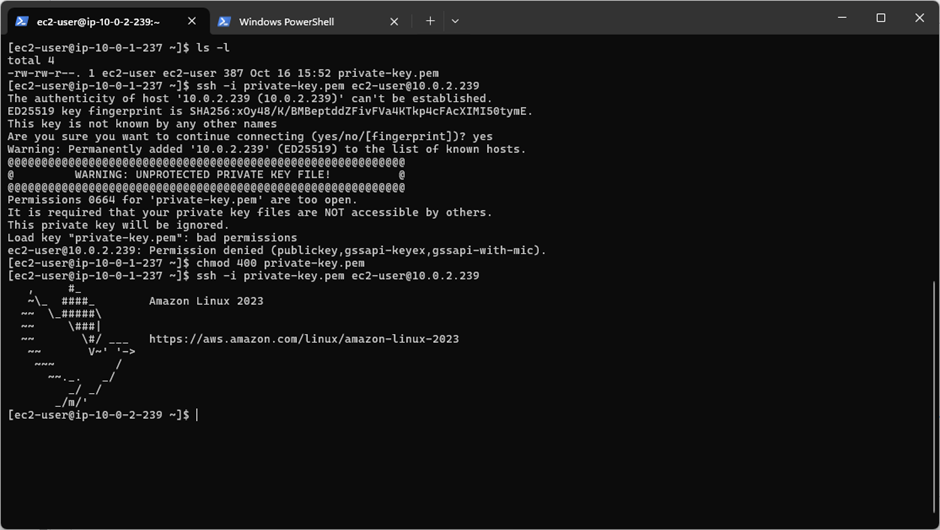 ec2-user@ip-10-0-2-239:~
Windows PowerShell
[ec2-user@ip-10-0-1-237 ~]$ ls -l
total 4
-rw-rw-r--. 1 ec2-user ec2-user 387 Oct 16 15:52 private-key.pem
[ec2-user@ip-10-0-1-237 ~]$ ssh -i private-key.pem ec2-user@10.0.2.239
The authenticity of host '10.0.2.239 (10.0.2.239)' can't be established.
ED25519 key fingerprint is SHA256:xOy48/K/BMBeptddZFivFVa4KTkp4cFAcXIMI50tymE.
This key is not known by any other names
Are you sure you want to continue connecting (yes/no/[fingerprint])? yes
Warning: Permanently added '10.0.2.239' (ED25519) to the list of known hosts.
@@@@@@@@@@@@@@@@@@@@@@@@@@@@@@@@@@@@@@@@@@@@@@@@@@@@@@@@@@@
@         WARNING: UNPROTECTED PRIVATE KEY FILE!          @
@@@@@@@@@@@@@@@@@@@@@@@@@@@@@@@@@@@@@@@@@@@@@@@@@@@@@@@@@@@
Permissions 0664 for 'private-key.pem' are too open.
It is required that your private key files are NOT accessible by others.
This private key will be ignored.
Load key "private-key.pem": bad permissions
ec2-user@10.0.2.239: Permission denied (publickey,gssapi-keyex,gssapi-with-mic).
[ec2-user@ip-10-0-1-237 ~]$ chmod 400 private-key.pem
[ec2-user@ip-10-0-1-237 ~]$ ssh -i private-key.pem ec2-user@10.0.2.239
   ,     #_
   ~\_  ####_        Amazon Linux 2023
  ~~  \_#####\
  ~~     \###|
  ~~       \#/ ___   https://aws.amazon.com/linux/amazon-linux-2023
   ~~       V~' '->
    ~~~         /
      ~~._.   _/
         _/ _/
       _/m/'
[ec2-user@ip-10-0-2-239 ~]$